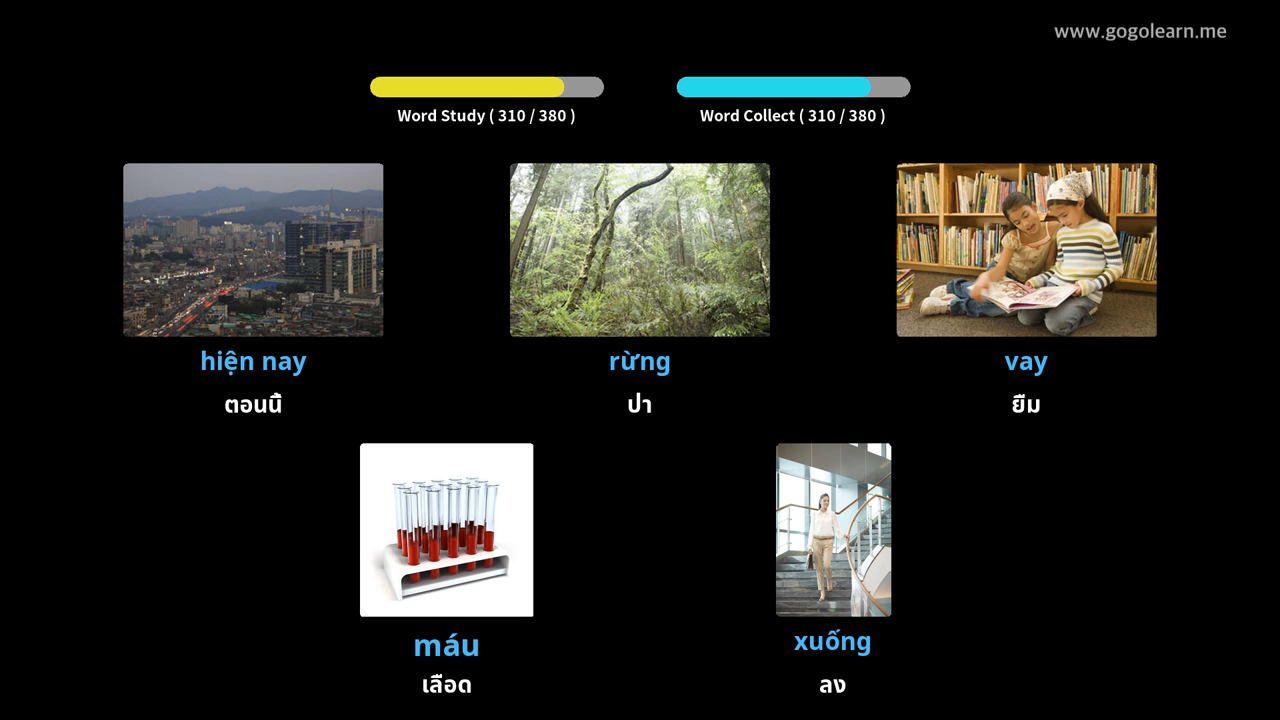 www.gogolearn.me
Word Study ( 310 / 380 )
Word Collect ( 310 / 380 )
hiện nay
ตอนนี้
rừng
ป่า
vay
ยืม
máu
เลือด
xuống
ลง